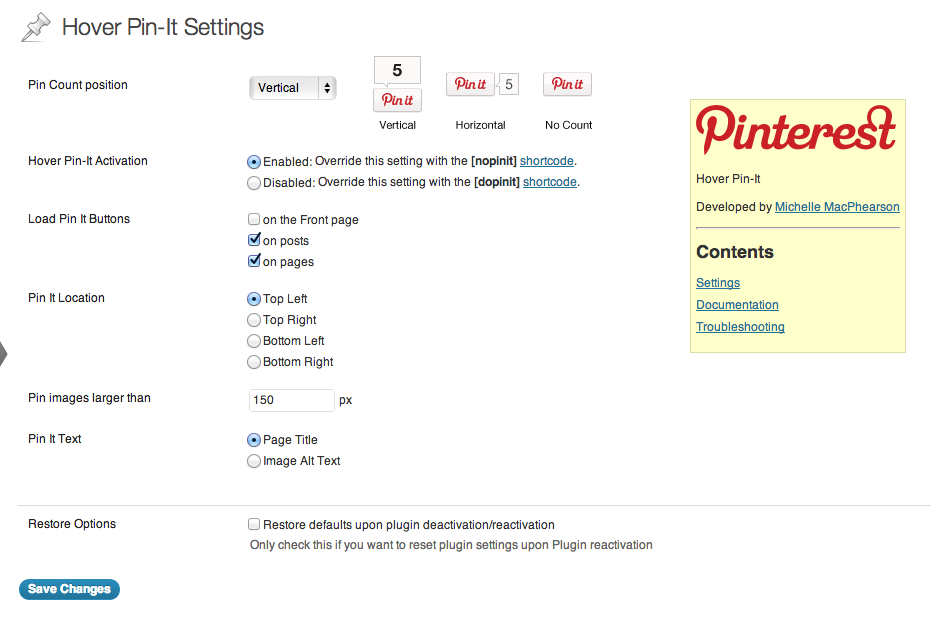 Hover Pin-It Settings
Pin Count position
Vertical
5
Pin it
Vertical
Pin it 5
Horizontal
Pin it
No Count
Hover Pin-It Activation
Enabled: Override this setting with the [nopinit] shortcode.
Disabled: Override this setting with the [dopinit] shortcode.
Load Pin It Buttons
on the Front page
on posts
on pages
Pin It Location
Top Left
Top Right
Bottom Left
Bottom Right
Pin images larger than
150 px
Pin It Text
Page Title
Image Alt Text
Restore Options
Restore defaults upon plugin deactivation/reactivation
Only check this if you want to reset plugin settings upon Plugin reactivation
Save Changes
Pinterest
Hover Pin-It
Developed by Michelle MacPhearson
Contents
Settings
Documentation
Troubleshooting